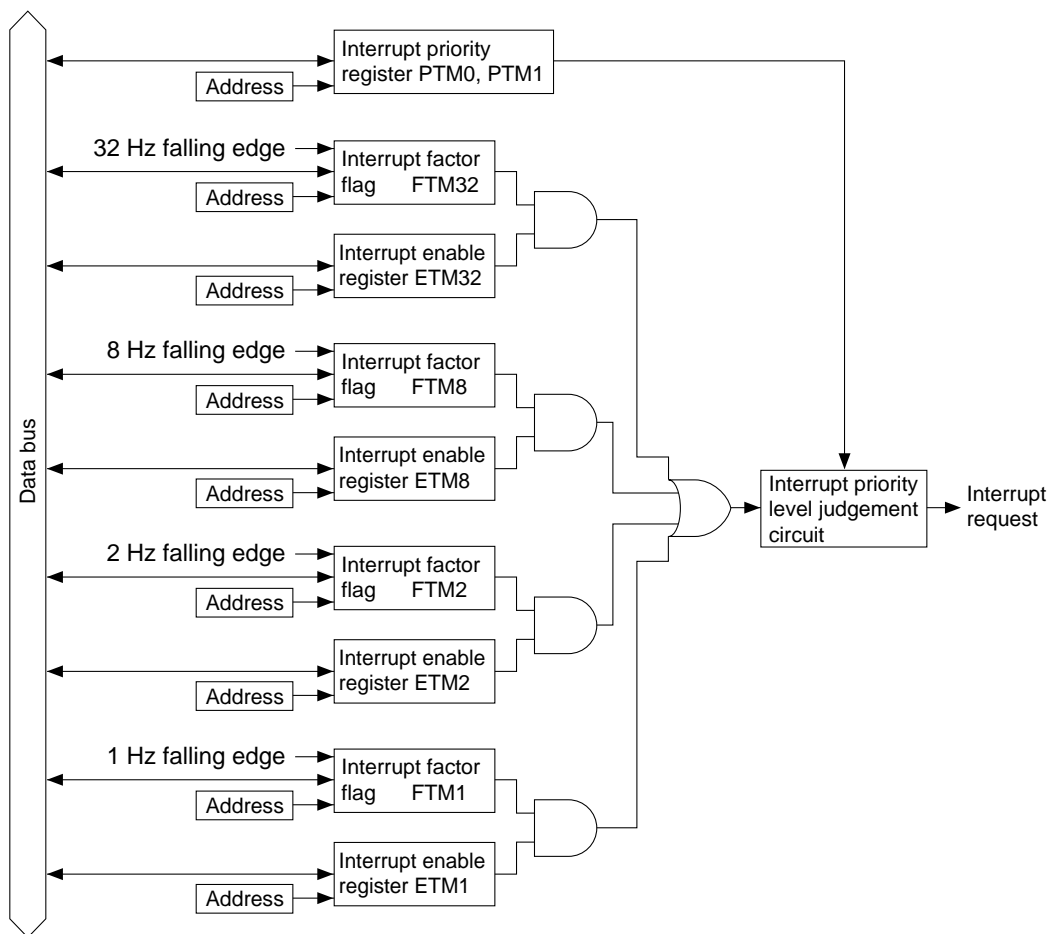 Data bus
Interrupt priority
register PTM0, PTM1
Address
32 Hz falling edge
Interrupt factor
flag FTM32
Address
Interrupt enable
register ETM32
Address
8 Hz falling edge
Interrupt factor
flag FTM8
Address
Interrupt enable
register ETM8
Address
2 Hz falling edge
Interrupt factor
flag FTM2
Address
Interrupt enable
register ETM2
Address
1 Hz falling edge
Interrupt factor
flag FTM1
Address
Interrupt enable
register ETM1
Address
Interrupt priority
level judgement
circuit
Interrupt
request